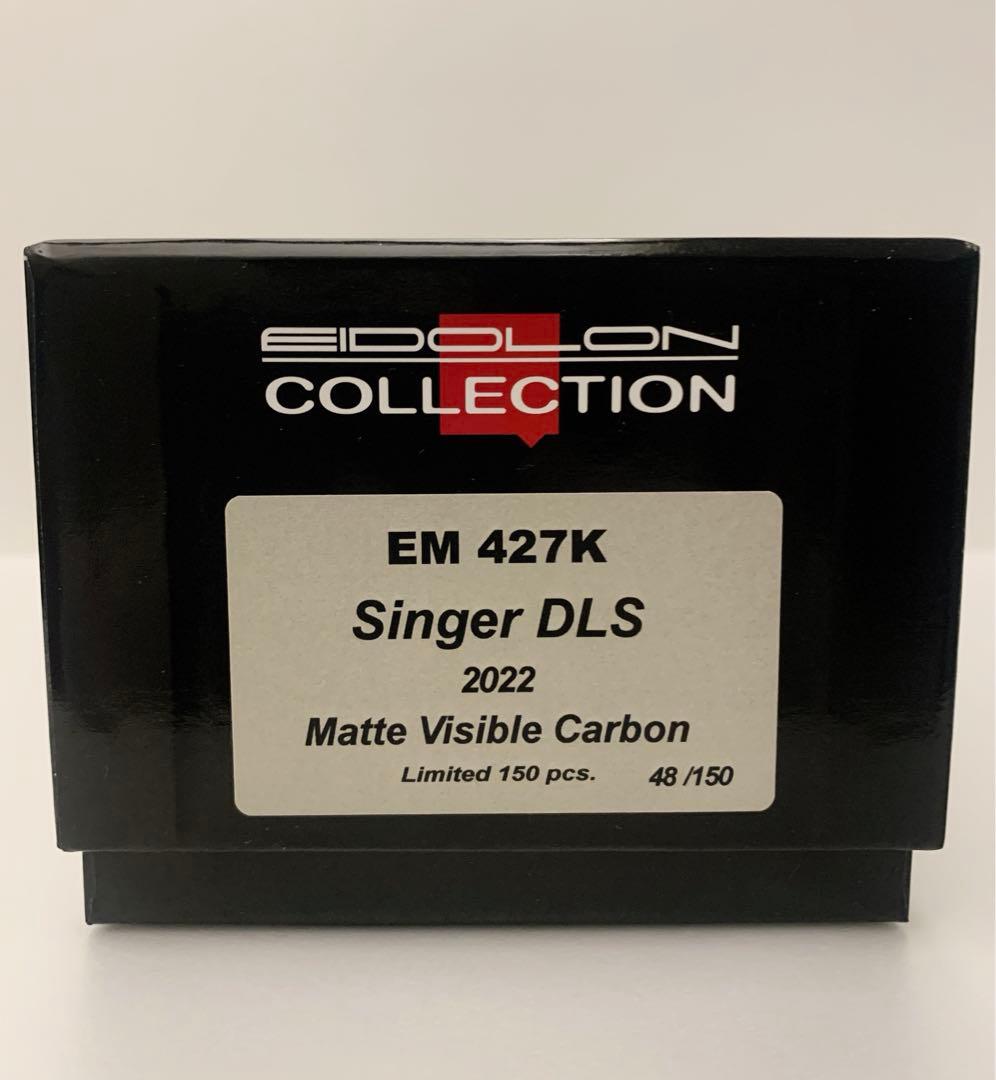 EIDOLON
COLLECTION
EM 427K
Singer DLS
2022
Matte Visible Carbon
Limited 150 pcs. 48 /150